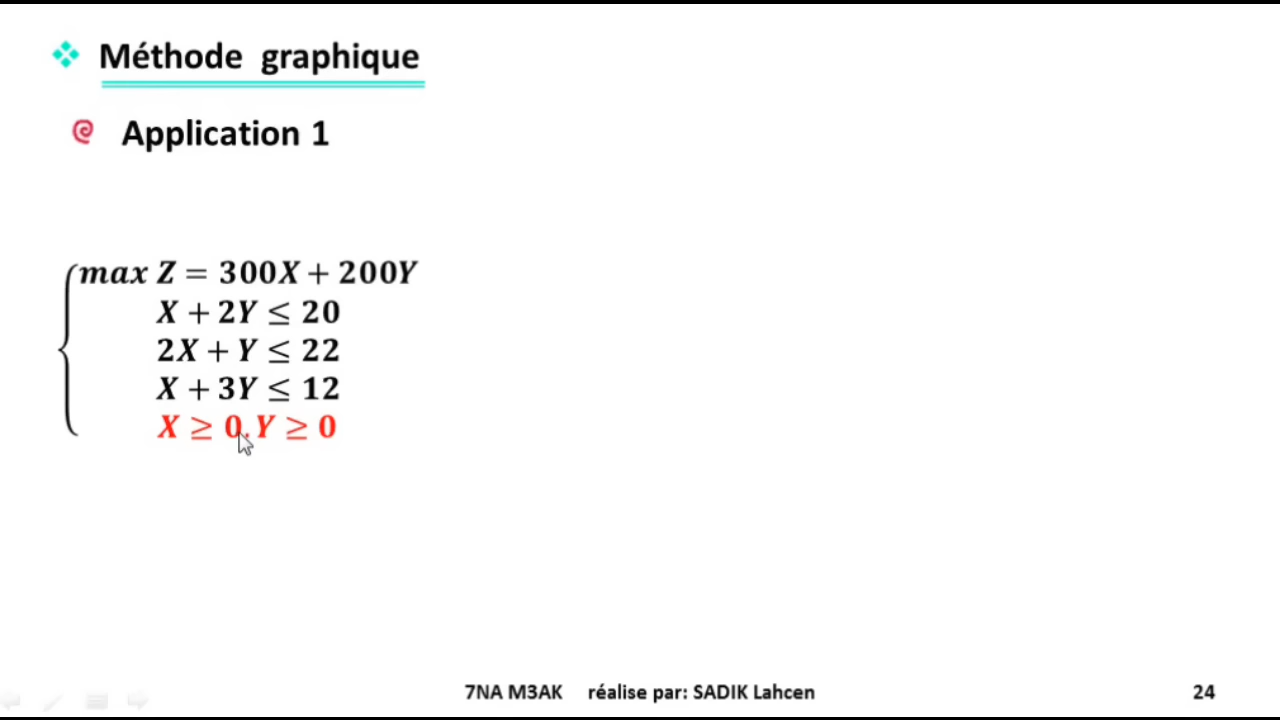 Méthode graphique
Application 1
max Z = 300X + 200Y
X + 2Y ≤ 20
2X + Y ≤ 22
X + 3Y ≤ 12
X ≥ 0, Y ≥ 0
7NA M3AK réalise par: SADIK Lahcen
24